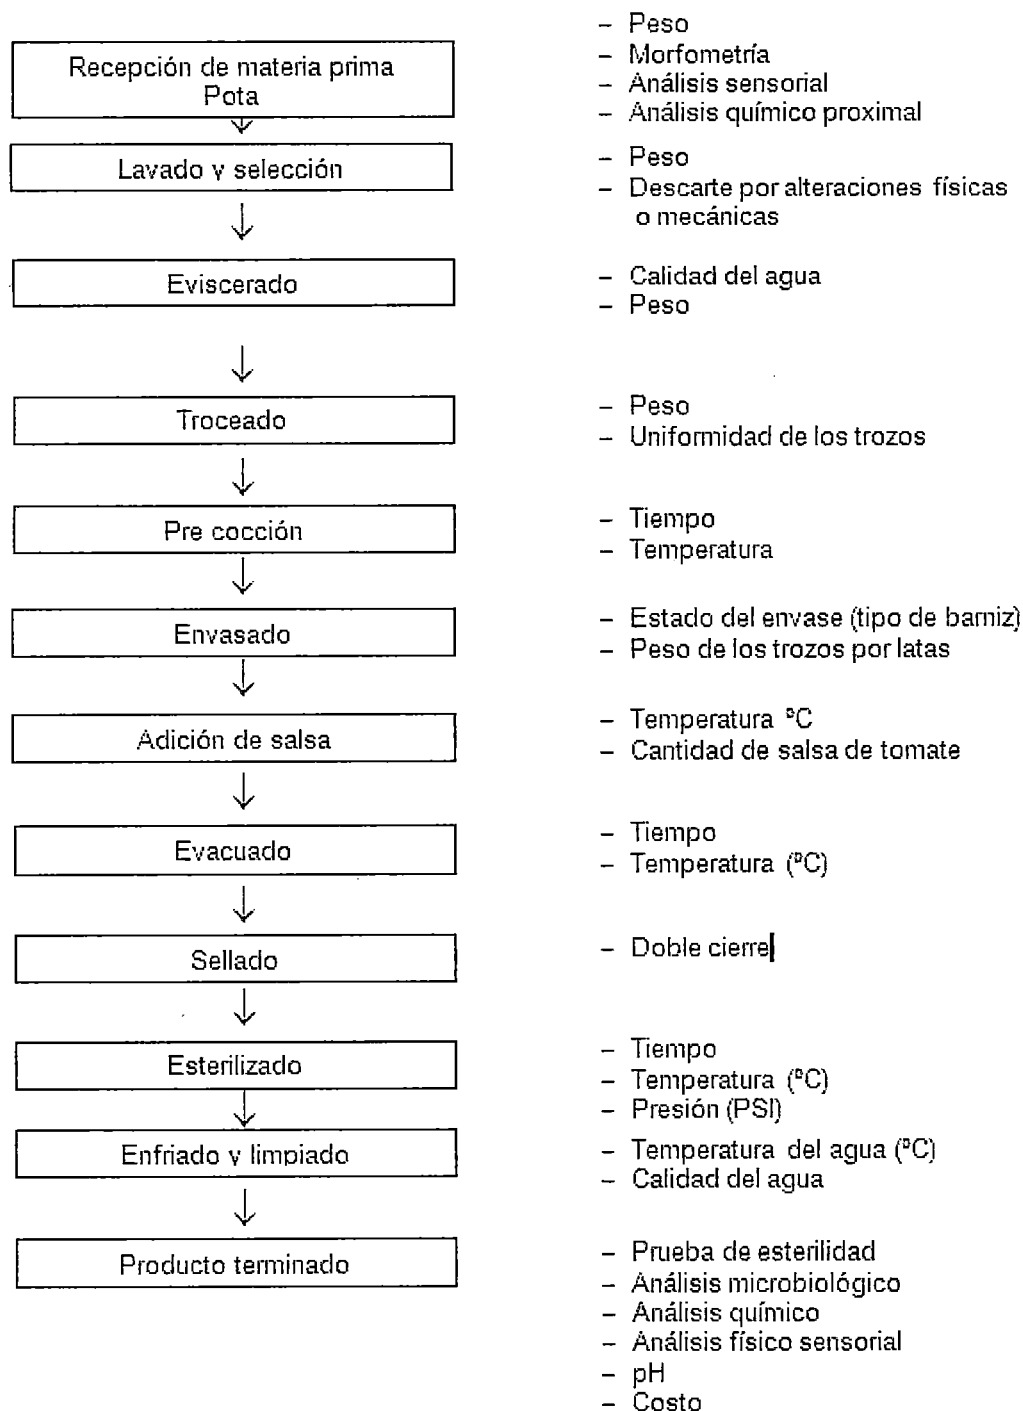 Recepción de materia prima
Pota
– Peso
– Morfometría
– Análisis sensorial
– Análisis químico proximal
Lavado y selección
– Peso
– Descarte por alteraciones físicas
o mecánicas
Eviscerado
– Calidad del agua
– Peso
Troceado
– Peso
– Uniformidad de los trozos
Pre cocción
– Tiempo
– Temperatura
Envasado
– Estado del envase (tipo de barniz)
– Peso de los trozos por latas
Adición de salsa
– Temperatura ºC
– Cantidad de salsa de tomate
Evacuado
– Tiempo
– Temperatura (ºC)
Sellado
– Doble cierre
Esterilizado
– Tiempo
– Temperatura (ºC)
– Presión (PSI)
Enfriado y limpiado
– Temperatura del agua (ºC)
– Calidad del agua
Producto terminado
– Prueba de esterilidad
– Análisis microbiológico
– Análisis químico
– Análisis físico sensorial
– pH
– Costo